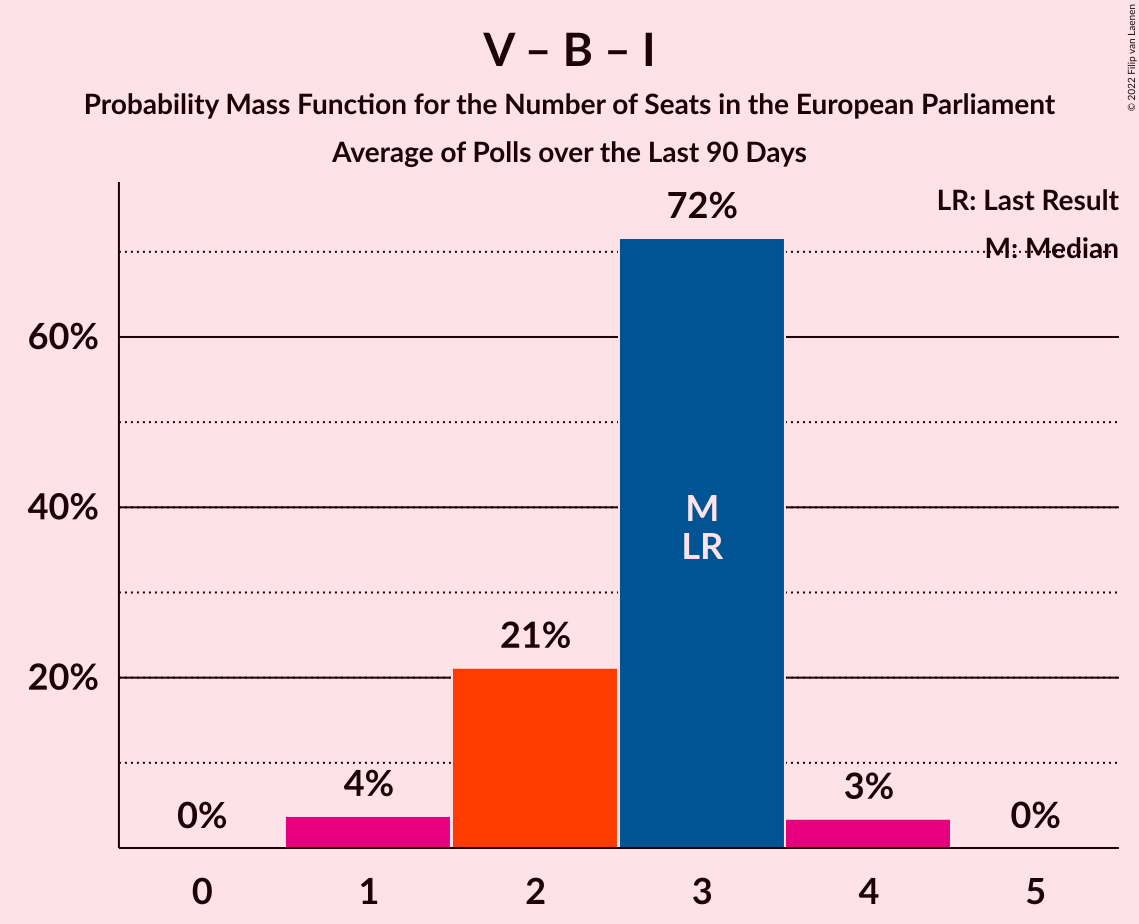 V – B – I
Probability Mass Function for the Number of Seats in the European Parliament
Average of Polls over the Last 90 Days
© 2022 Filip van Laenen
LR: Last Result
M: Median
72%
60%
40%
M
LR
21%
20%
4%
3%
0%
0%
0 1 2 3 4 5